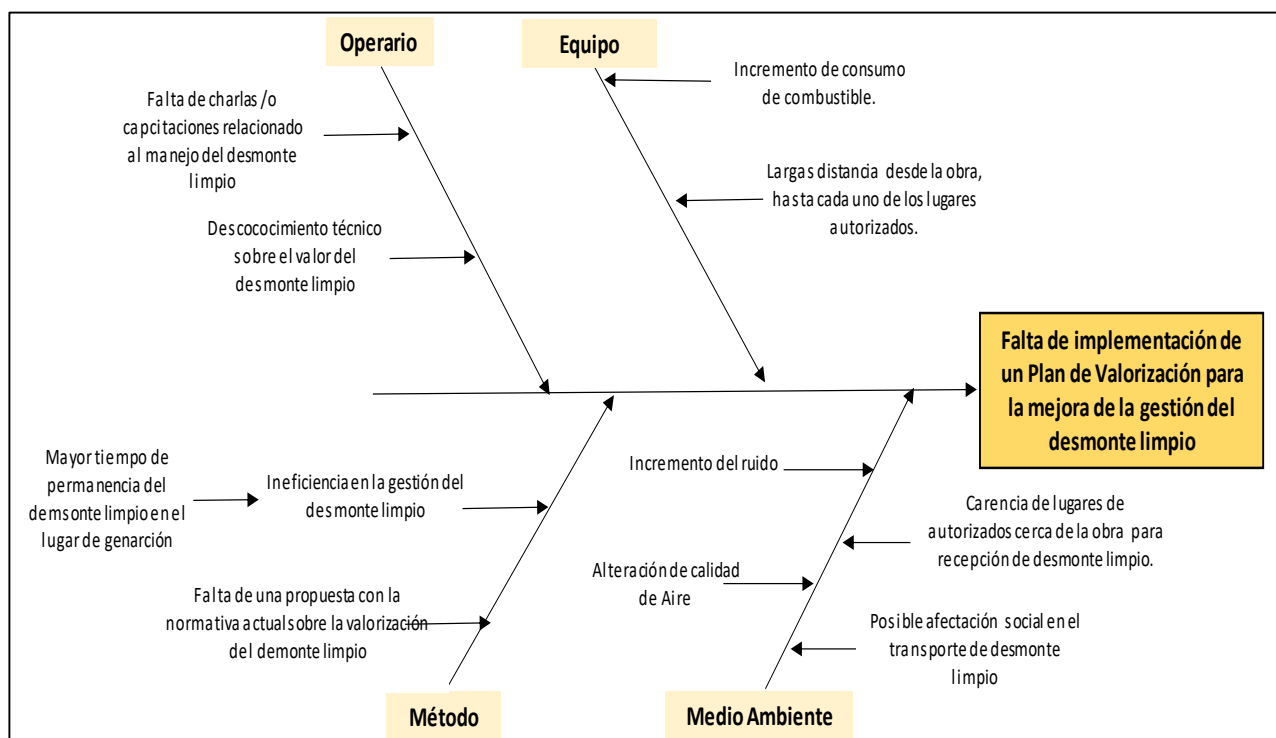 Operario
Equipo
Falta de charlas /o
capcitaciones relacionado
al manejo del desmonte
limpio
Descococimiento técnico
sobre el valor del
desmonte limpio
Incremento de consumo
de combustible.
Largas distancia desde la obra,
hasta cada uno de los lugares
autorizados.
Falta de implementación de
un Plan de Valorización para
la mejora de la gestión del
desmonte limpio
Mayor tiempo de
permanencia del
demsonte limpio en el
lugar de genarción
Ineficiencia en la gestión del
desmonte limpio
Falta de una propuesta con la
normativa actual sobre la valorización
del demonte limpio
Incremento del ruido
Alteración de calidad
de Aire
Carencia de lugares de
autorizados cerca de la obra para
recepción de desmonte limpio.
Posible afectación social en el
transporte de desmonte
limpio
Método
Medio Ambiente